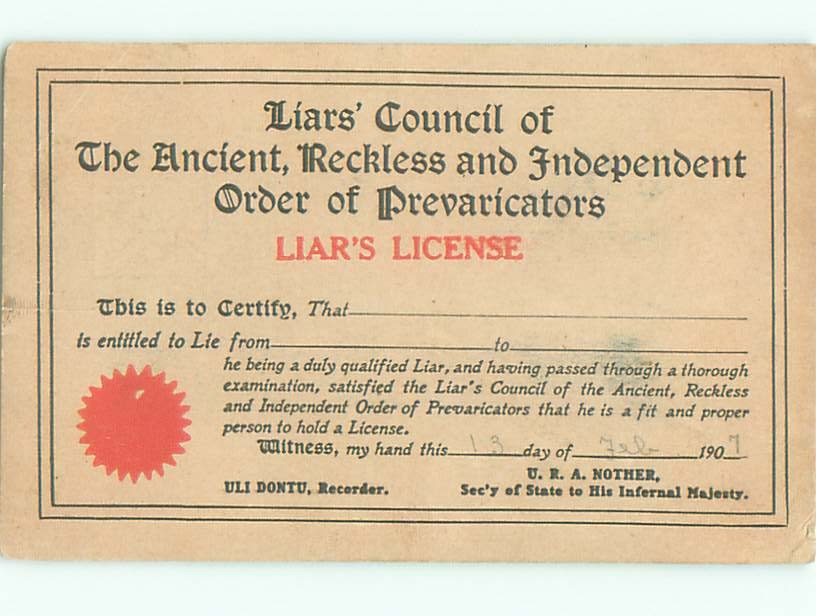 Liars' Council of
The Ancient, Reckless and Independent
Order of Prevaricators
LIAR'S LICENSE
This is to Certify, That
is entitled to Lie from to
he being a duly qualified Liar, and having passed through a thorough
examination, satisfied the Liar's Council of the Ancient, Reckless
and Independent Order of Prevaricators that he is a fit and proper
person to hold a License.
Witness, my hand this 13 day of Feb 1907
U. R. A. NOTHER,
ULI DONTU, Recorder. Sec'y of State to His Infernal Majesty.